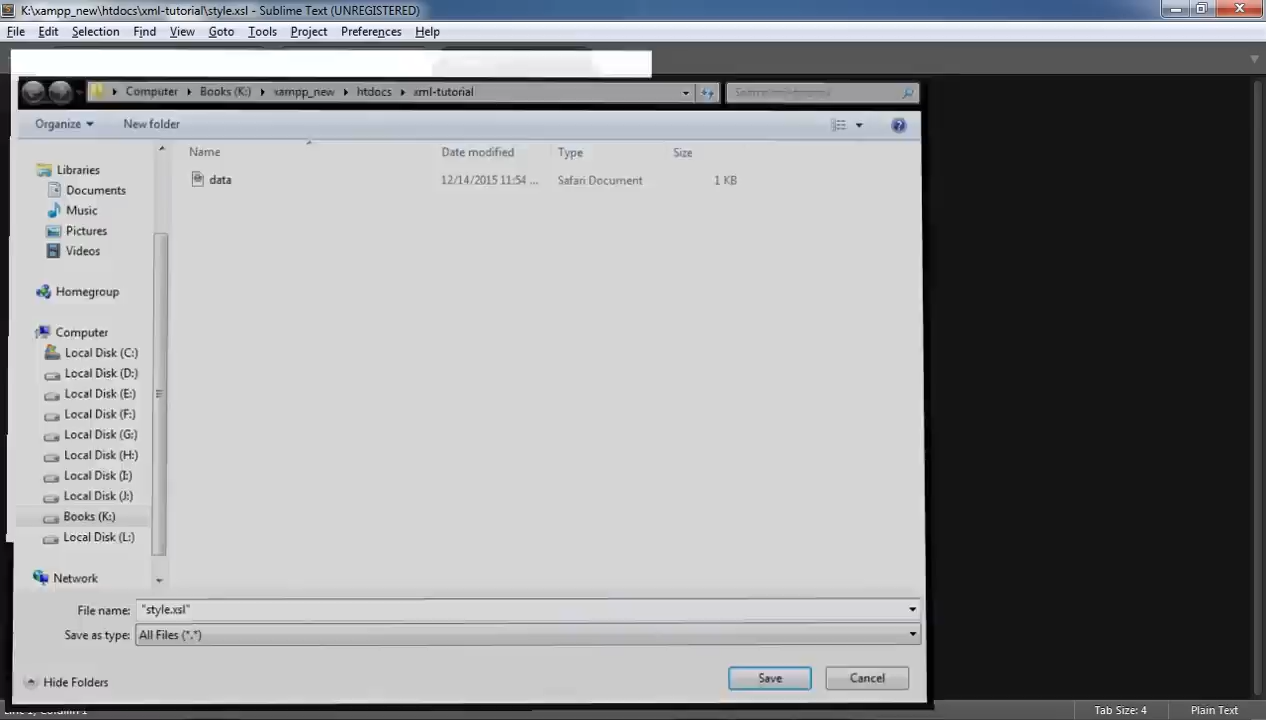 K:\xampp_new\htdocs\xml-tutorial\style.xsl - Sublime Text (UNREGISTERED)
File Edit Selection Find View Goto Tools Project Preferences Help
Computer Books (K:) xampp_new htdocs xml-tutorial
Organize New folder
Name Date modified Type Size
data 12/14/2015 11:54 ... Safari Document 1 KB
Libraries
Documents
Music
Pictures
Videos
Homegroup
Computer
Local Disk (C:)
Local Disk (D:)
Local Disk (E:)
Local Disk (F:)
Local Disk (G:)
Local Disk (H:)
Local Disk (I:)
Local Disk (J:)
Books (K:)
Local Disk (L:)
Network
File name: "style.xsl"
Save as type: All Files (*.*)
Hide Folders Save Cancel
Tab Size: 4 Plain Text